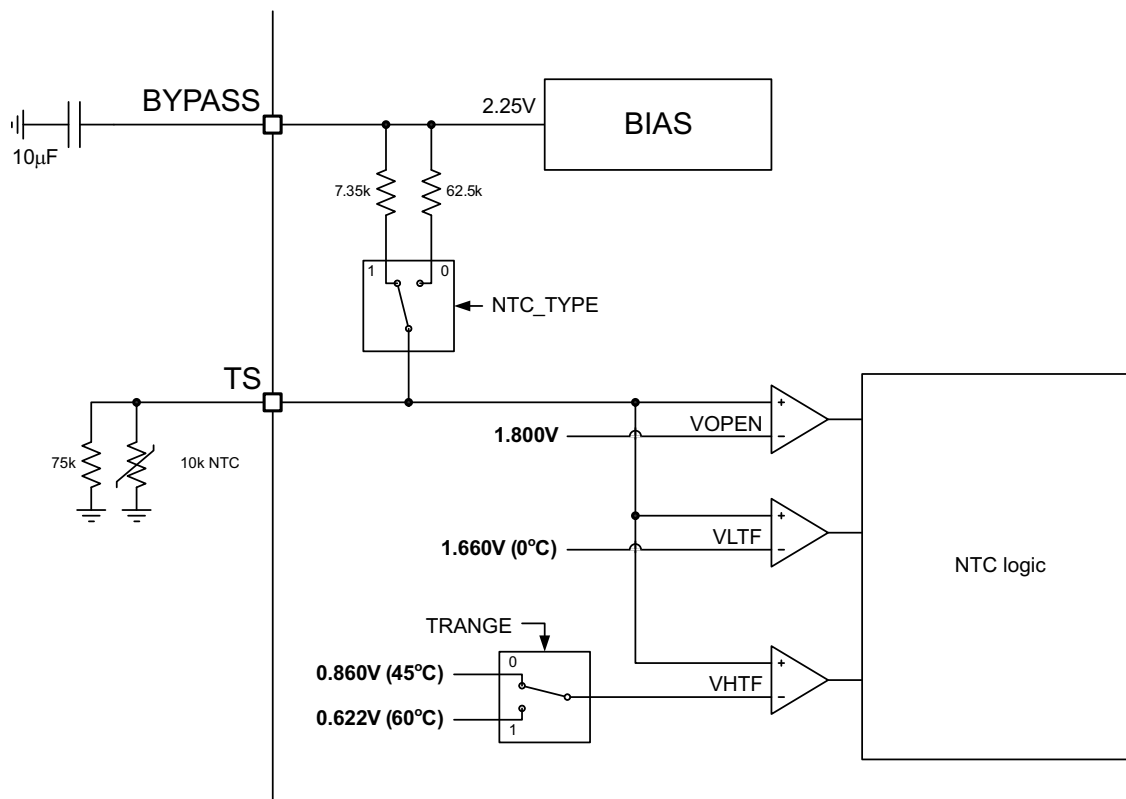 BYPASS
2.25V
BIAS
10µF
7.35k
62.5k
1
0
NTC_TYPE
TS
75k
10k NTC
+
VOPEN
1.800V
−
+
VLTF
1.660V (0°C)
−
NTC logic
TRANGE
0
0.860V (45°C)
+
VHTF
−
0.622V (60°C)
1